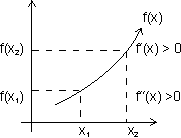 f(x)
f(x₂)
f'(x) > 0
f(x₁)
f''(x) >0
x₁
x₂